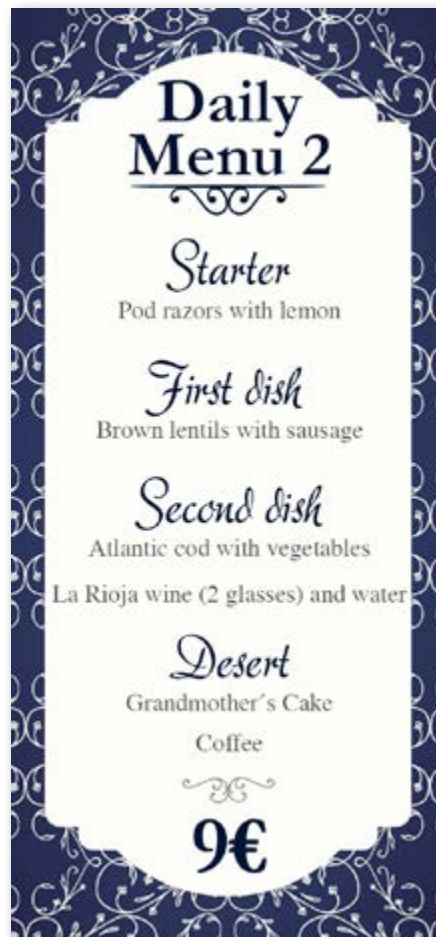 Daily
Menu 2
Starter
Pod razors with lemon
First dish
Brown lentils with sausage
Second dish
Atlantic cod with vegetables
La Rioja wine (2 glasses) and water
Desert
Grandmother´s Cake
Coffee
9€